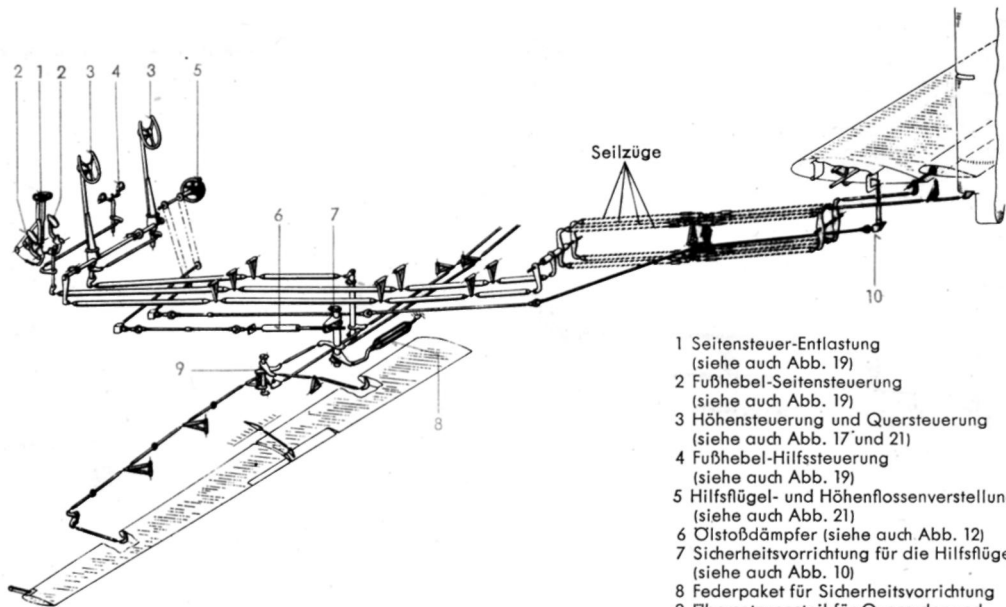 2 1 2 3 4 3 5
Seilzüge
6 7
10
9
8
1 Seitensteuer-Entlastung
(siehe auch Abb. 19)
2 Fußhebel-Seitensteuerung
(siehe auch Abb. 19)
3 Höhensteuerung und Quersteuerung
(siehe auch Abb. 17 und 21)
4 Fußhebel-Hilfssteuerung
(siehe auch Abb. 19)
5 Hilfsflügel- und Höhenflossenverstellun
(siehe auch Abb. 21)
6 Ölstoßdämpfer (siehe auch Abb. 12)
7 Sicherheitsvorrichtung für die Hilfsflüge
(siehe auch Abb. 10)
8 Federpaket für Sicherheitsvorrichtung